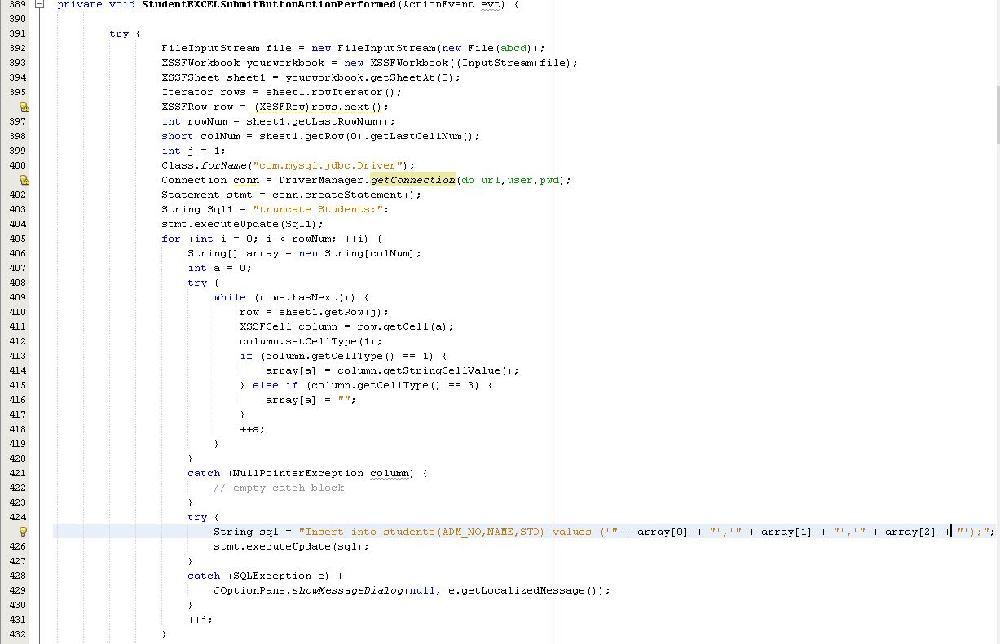 389 private void StudentEXCELSubmitButtonActionPerformed(ActionEvent evt) {
390
391 try {
392 FileInputStream file = new FileInputStream(new File(abcd));
393 XSSFWorkbook yourworkbook = new XSSFWorkbook((InputStream)file);
394 XSSFSheet sheet1 = yourworkbook.getSheetAt(0);
395 Iterator rows = sheet1.rowIterator();
XSSFRow row = (XSSFRow)rows.next();
397 int rowNum = sheet1.getLastRowNum();
398 short colNum = sheet1.getRow(0).getLastCellNum();
399 int j = 1;
400 Class.forName("com.mysql.jdbc.Driver");
Connection conn = DriverManager.getConnection(db_url,user,pwd);
402 Statement stmt = conn.createStatement();
403 String Sql1 = "truncate Students;";
404 stmt.executeUpdate(Sql1);
405 for (int i = 0; i < rowNum; ++i) {
406 String[] array = new String[colNum];
407 int a = 0;
408 try {
409 while (rows.hasNext()) {
410 row = sheet1.getRow(j);
411 XSSFCell column = row.getCell(a);
412 column.setCellType(1);
413 if (column.getCellType() == 1) {
414 array[a] = column.getStringCellValue();
415 } else if (column.getCellType() == 3) {
416 array[a] = "";
417 }
418 ++a;
419 }
420 }
421 catch (NullPointerException column) {
422 // empty catch block
423 }
424 try {
String sql = "Insert into students(ADM_NO,NAME,STD) values ('" + array[0] + "','" + array[1] + "','" + array[2] + "');";
426 stmt.executeUpdate(sql);
427 }
428 catch (SQLException e) {
429 JOptionPane.showMessageDialog(null, e.getLocalizedMessage());
430 }
431 ++j;
432 }